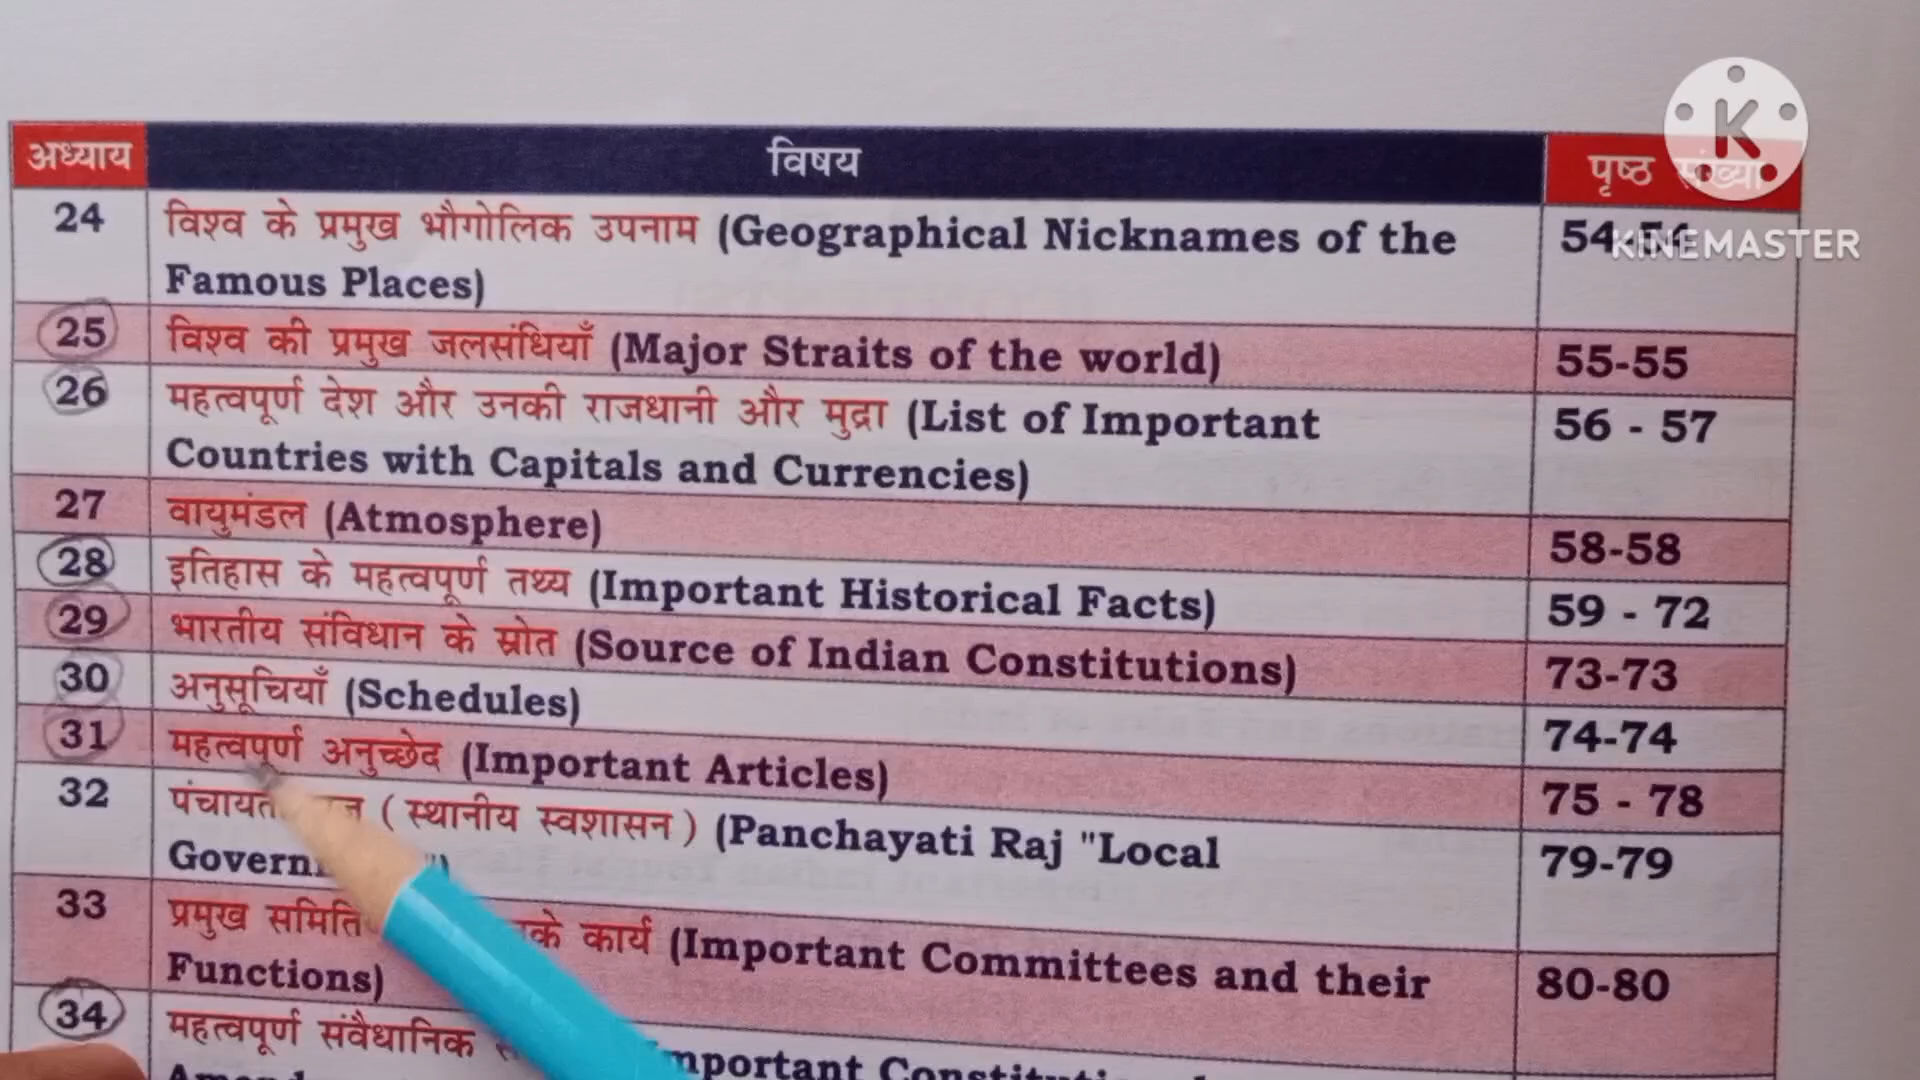 अध्याय विषय पृष्ठ संख्या
K
KINEMASTER
24 विश्व के प्रमुख भौगोलिक उपनाम (Geographical Nicknames of the 54-54
Famous Places)
25 विश्व की प्रमुख जलसंधियाँ (Major Straits of the world) 55-55
26 महत्वपूर्ण देश और उनकी राजधानी और मुद्रा (List of Important 56 - 57
Countries with Capitals and Currencies)
27 वायुमंडल (Atmosphere) 58-58
28 इतिहास के महत्वपूर्ण तथ्य (Important Historical Facts) 59 - 72
29 भारतीय संविधान के स्रोत (Source of Indian Constitutions) 73-73
30 अनुसूचियाँ (Schedules) 74-74
31 महत्वपूर्ण अनुच्छेद (Important Articles) 75 - 78
32 (स्थानीय स्वशासन) (Panchayati Raj "Local 79-79
33 प्रमुख कार्य (Important Committees and their 80-80
Functions)
34 महत्वपूर्ण संवैधानिक